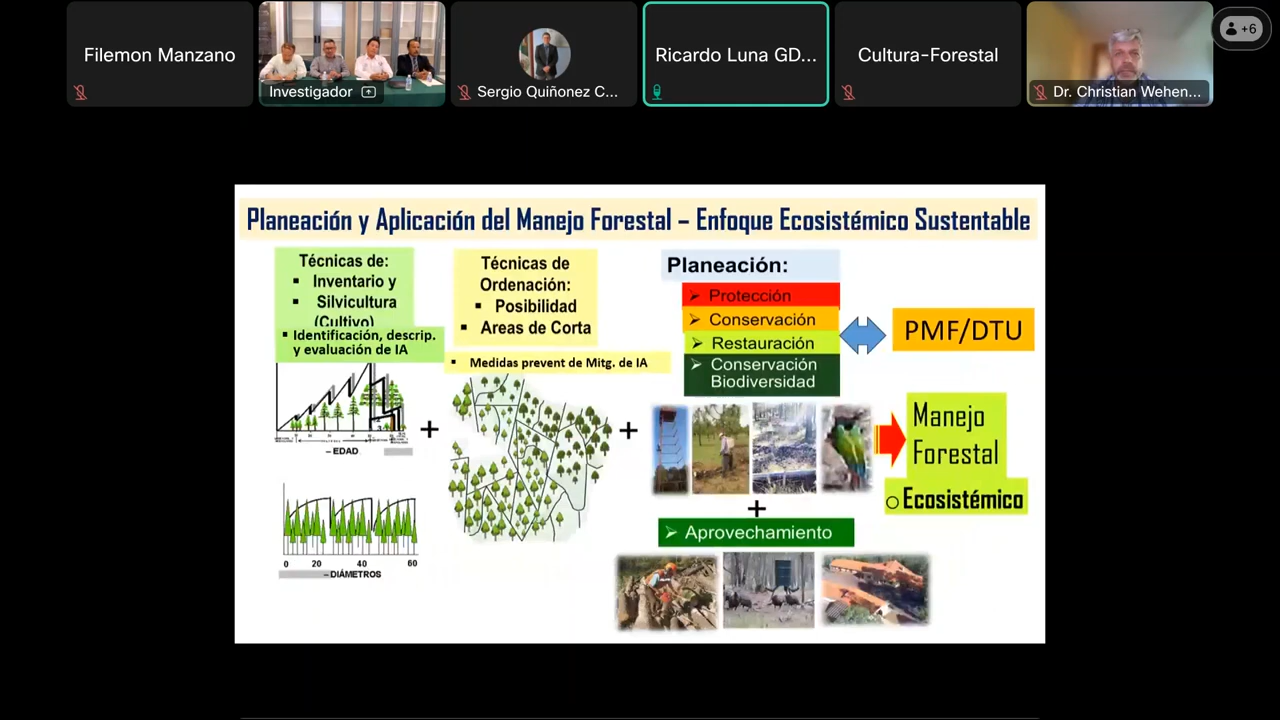 Filemon Manzano
Investigador
Sergio Quiñonez C...
Ricardo Luna GD...
Cultura-Forestal
Dr. Christian Wehen...
+6
Planeación y Aplicación del Manejo Forestal – Enfoque Ecosistémico Sustentable
Técnicas de:
▪ Inventario y
▪ Silvicultura
(Cultivo)
▪ Identificación, descrip.
y evaluación de IA
– EDAD
0 20 40 60
– DIÁMETROS
+
Técnicas de
Ordenación:
▪ Posibilidad
▪ Areas de Corta
▪ Medidas prevent de Mitg. de IA
+
Planeación:
➢ Protección
➢ Conservación
➢ Restauración
➢ Conservación
Biodiversidad
PMF/DTU
+
➢ Aprovechamiento
Manejo
Forestal
○ Ecosistémico